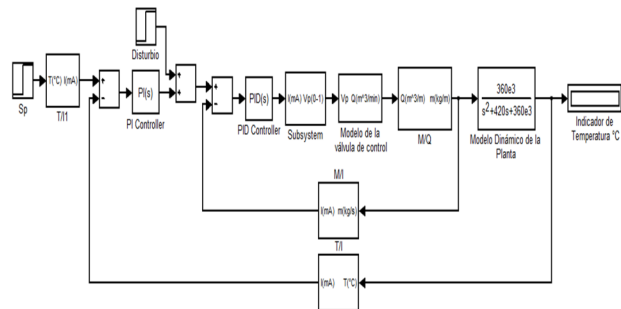 Sp
T(°C) I(mA)
T/I1
+
−
PI(s)
PI Controller
Disturbio
+
+
+
−
PID(s)
PID Controller
I(mA) Vp(0-1)
Subsystem
Vp Q(m^3/min)
Modelo de la
válvula de control
Q(m^3/m) m(kg/m)
M/Q
360e3
s²+420s+360e3
Modelo Dinámico de la
Planta
Indicador de
Temperatura °C
M/I
I(mA) m(kg/s)
T/I
I(mA) T(°C)